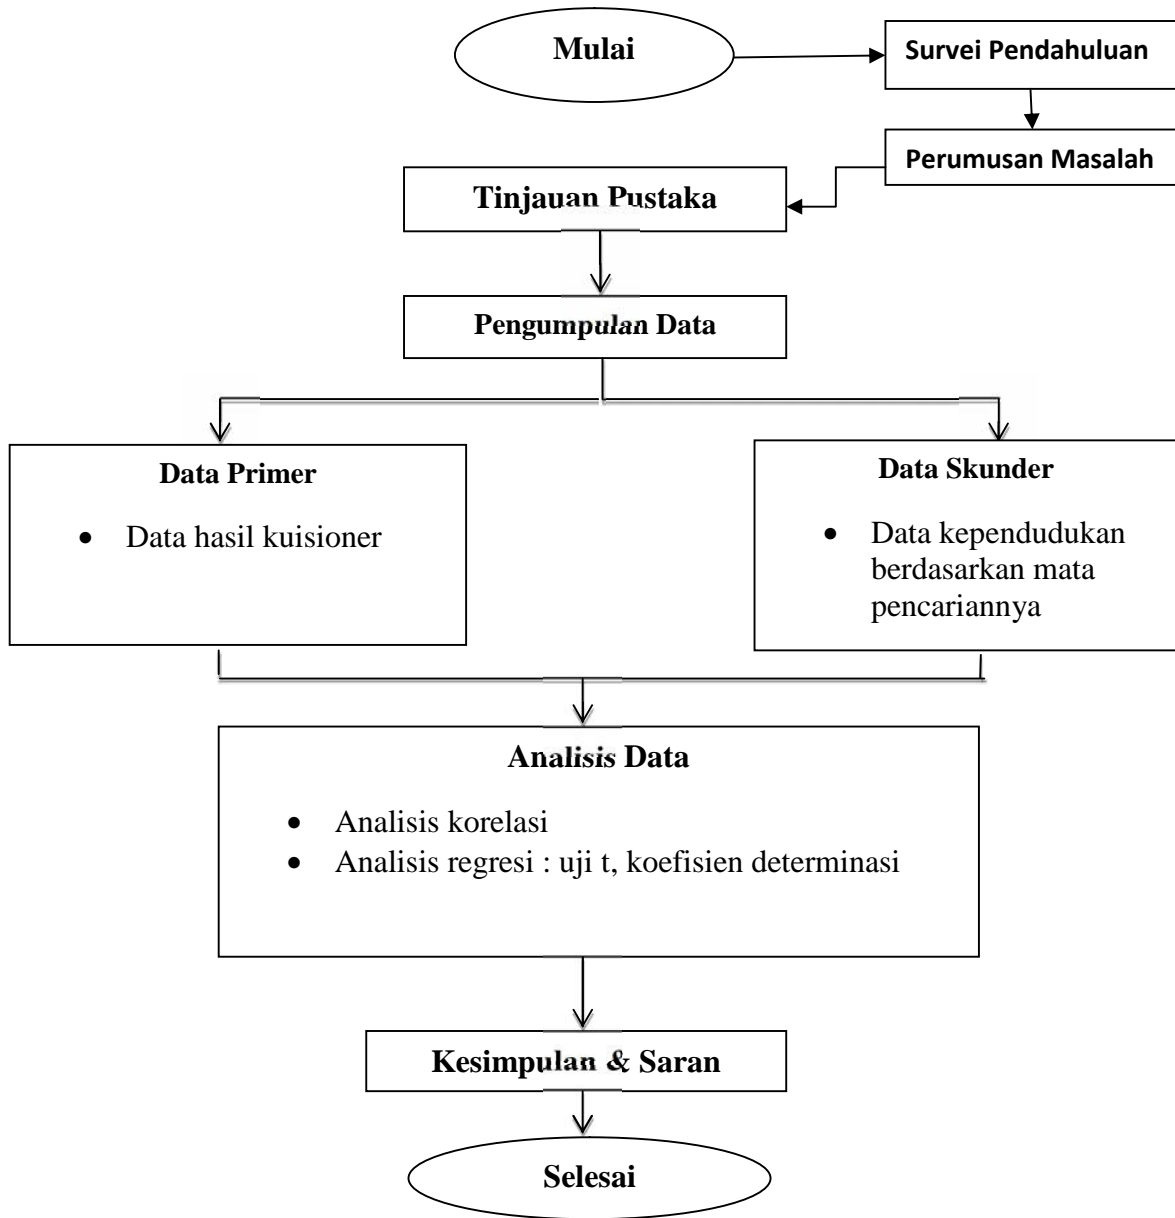 Mulai
Survei Pendahuluan
Perumusan Masalah
Tinjauan Pustaka
Pengumpulan Data
Data Primer
• Data hasil kuisioner
Data Skunder
• Data kependudukan
berdasarkan mata
pencariannya
Analisis Data
• Analisis korelasi
• Analisis regresi : uji t, koefisien determinasi
Kesimpulan & Saran
Selesai